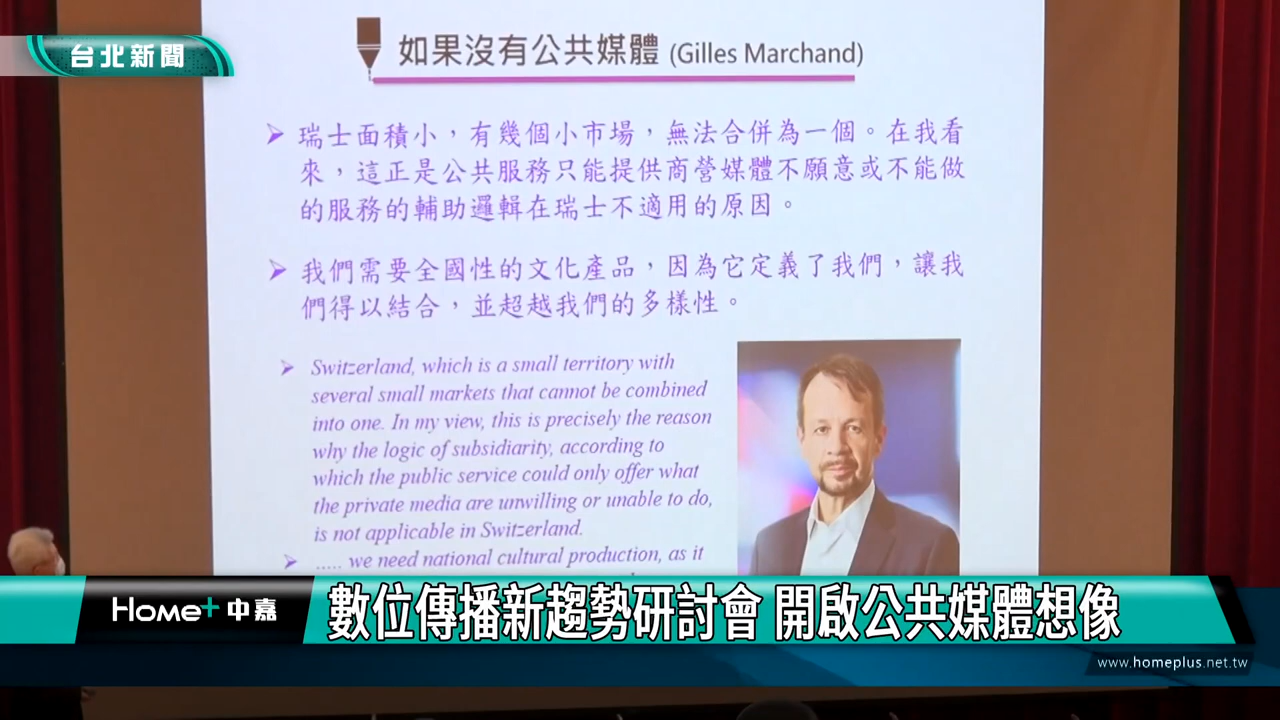 台北新聞
如果沒有公共媒體 (Gilles Marchand)
瑞士面積小，有幾個小市場，無法合併為一個。在我看
來，這正是公共服務只能提供商營媒體不願意或不能做
的服務的輔助邏輯在瑞士不適用的原因。
我們需要全國性的文化產品，因為它定義了我們，讓我
們得以結合，並超越我們的多樣性。
Switzerland, which is a small territory with
several small markets that cannot be combined
into one. In my view, this is precisely the reason
why the logic of subsidiarity, according to
which the public service could only offer what
the private media are unwilling or unable to do,
is not applicable in Switzerland.
..... we need national cultural production, as it
Home+ 中嘉
數位傳播新趨勢研討會 開啟公共媒體想像
www.homeplus.net.tw